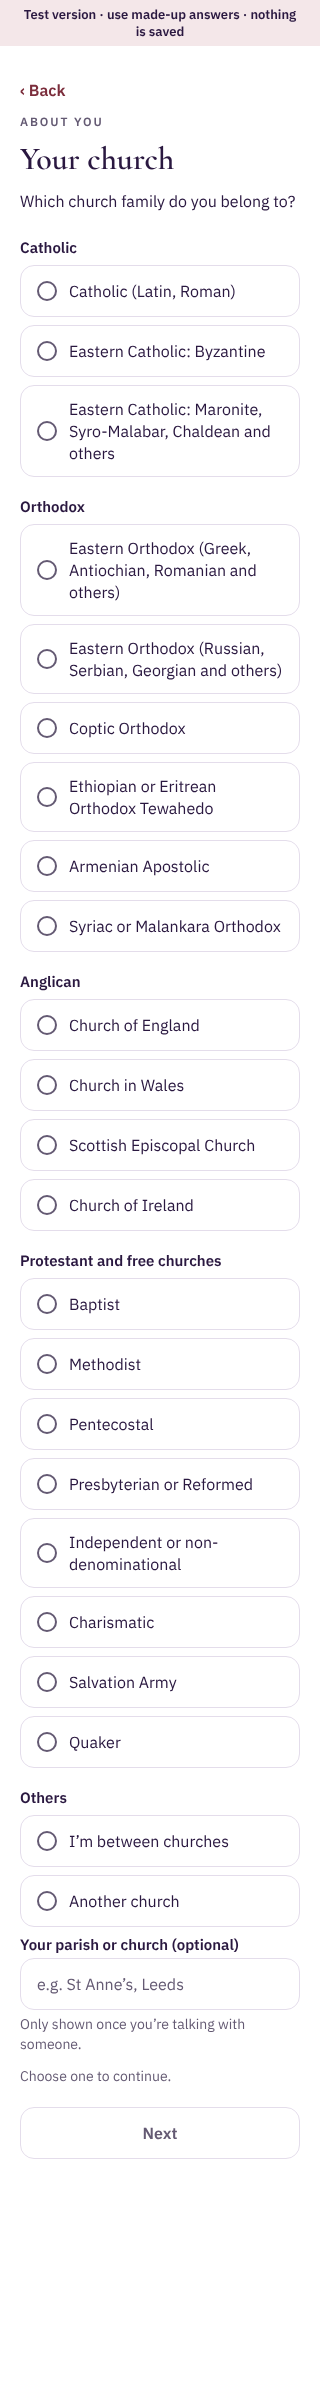 Test version · use made-up answers · nothing
is saved
‹ Back
ABOUT YOU
Your church
Which church family do you belong to?
Catholic
Catholic (Latin, Roman)
Eastern Catholic: Byzantine
Eastern Catholic: Maronite,
Syro-Malabar, Chaldean and
others
Orthodox
Eastern Orthodox (Greek,
Antiochian, Romanian and
others)
Eastern Orthodox (Russian,
Serbian, Georgian and others)
Coptic Orthodox
Ethiopian or Eritrean
Orthodox Tewahedo
Armenian Apostolic
Syriac or Malankara Orthodox
Anglican
Church of England
Church in Wales
Scottish Episcopal Church
Church of Ireland
Protestant and free churches
Baptist
Methodist
Pentecostal
Presbyterian or Reformed
Independent or non-
denominational
Charismatic
Salvation Army
Quaker
Others
I’m between churches
Another church
Your parish or church (optional)
e.g. St Anne’s, Leeds
Only shown once you’re talking with
someone.
Choose one to continue.
Next